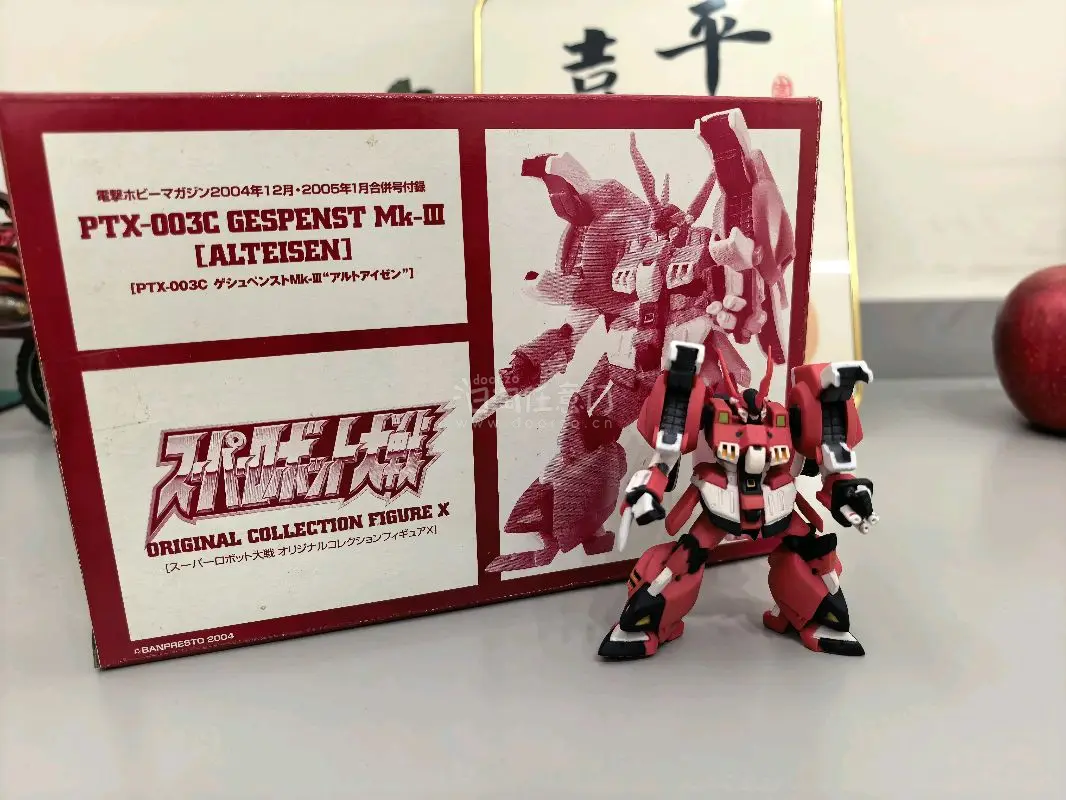 吉 平
電撃ホビーマガジン2004年12月・2005年1月合併号付録
PTX-003C GESPENST Mk-III
[ALTEISEN]
[PTX-003C ゲシュペンストMk-III“アルトアイゼン”]
スーパーロボット大戦
ORIGINAL COLLECTION FIGURE X
[スーパーロボット大戦 オリジナルコレクションフィギュアX]
©BANPRESTO 2004
dooozo
www.dooozo.cn